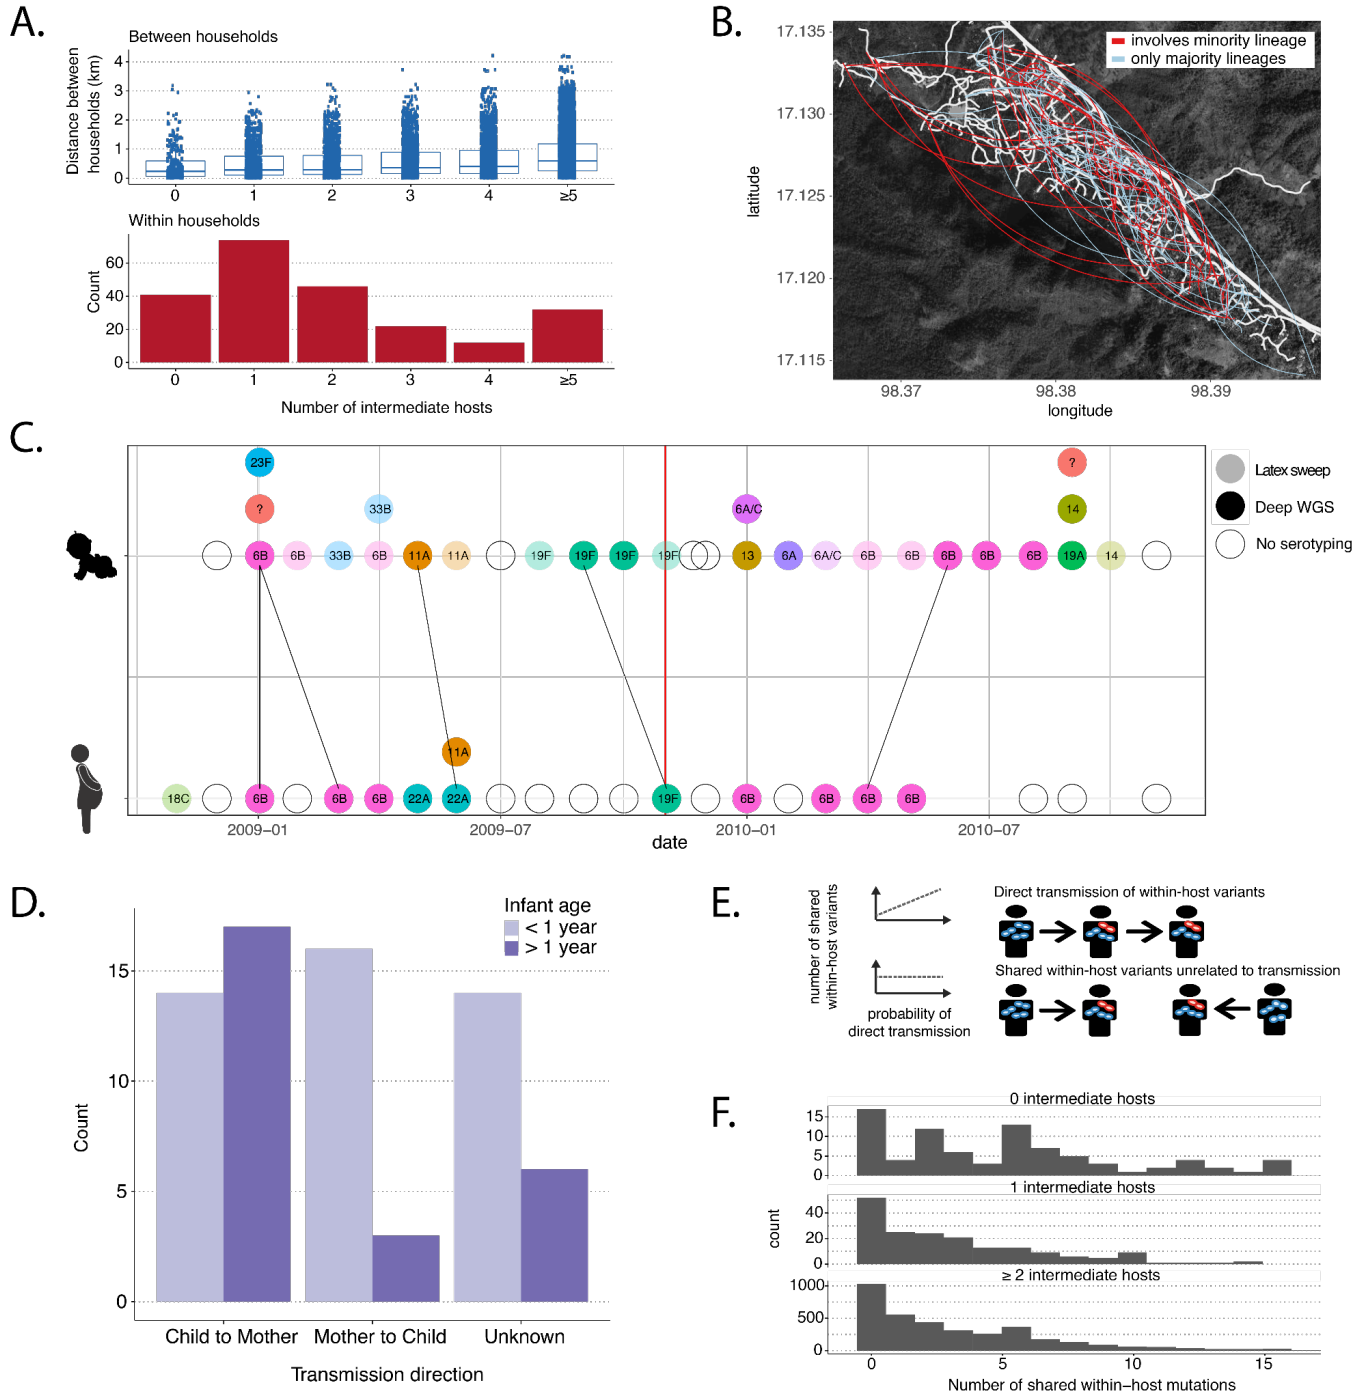 A.
Between households
Distance between
households (km)
4
3
2
1
0
0 1 2 3 4 ≥5
Within households
Count
60
40
20
0
0 1 2 3 4 ≥5
Number of intermediate hosts
B.
17.135
17.130
17.125
17.120
17.115
latitude
involves minority lineage
only majority lineages
98.37 98.38 98.39
longitude
C.
23F ?
? 33B 6A/C 14
6B 6B 33B 6B 11A 11A 19F 19F 19F 19F 13 6A 6A/C 6B 6B 6B 6B 6B 19A 14
11A
18C 6B 6B 6B 22A 22A 19F 6B 6B 6B 6B
2009−01 2009−07 2010−01 2010−07
date
Latex sweep
Deep WGS
No serotyping
D.
Infant age
< 1 year
> 1 year
Count
15
10
5
0
Child to Mother Mother to Child Unknown
Transmission direction
E.
number of shared
within-host variants
probability of
direct transmission
Direct transmission of within-host variants
Shared within-host variants unrelated to transmission
F.
0 intermediate hosts
15
10
5
0
1 intermediate hosts
40
20
0
≥ 2 intermediate hosts
1000
500
0
count
0 5 10 15
Number of shared within−host mutations